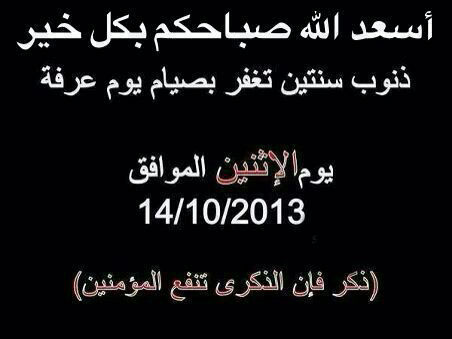 أسعد الله صباحكم بكل خير
ذنوب سنتين تغفر بصيام يوم عرفة
يوم الإثنين الموافق
14/10/2013
(ذكر فإن الذكرى تنفع المؤمنين)